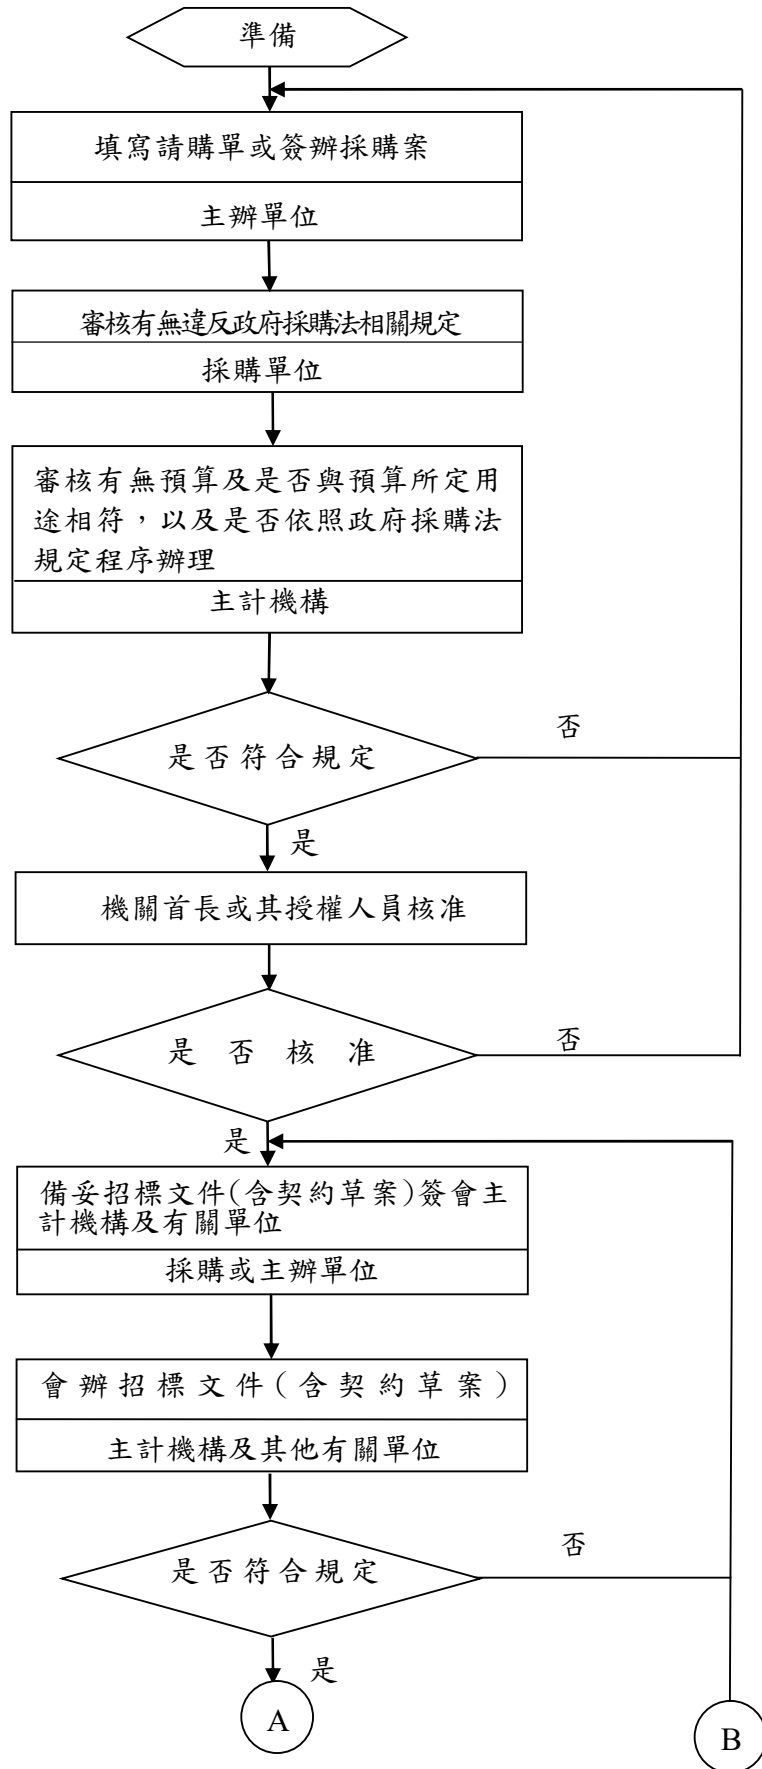 準備
填寫請購單或簽辦採購案
主辦單位
審核有無違反政府採購法相關規定
採購單位
審核有無預算及是否與預算所定用
途相符，以及是否依照政府採購法
規定程序辦理
主計機構
是否符合規定
否
是
機關首長或其授權人員核准
是否核准
否
是
備妥招標文件(含契約草案)簽會主
計機構及有關單位
採購或主辦單位
會辦招標文件(含契約草案)
主計機構及其他有關單位
是否符合規定
否
是
A
B